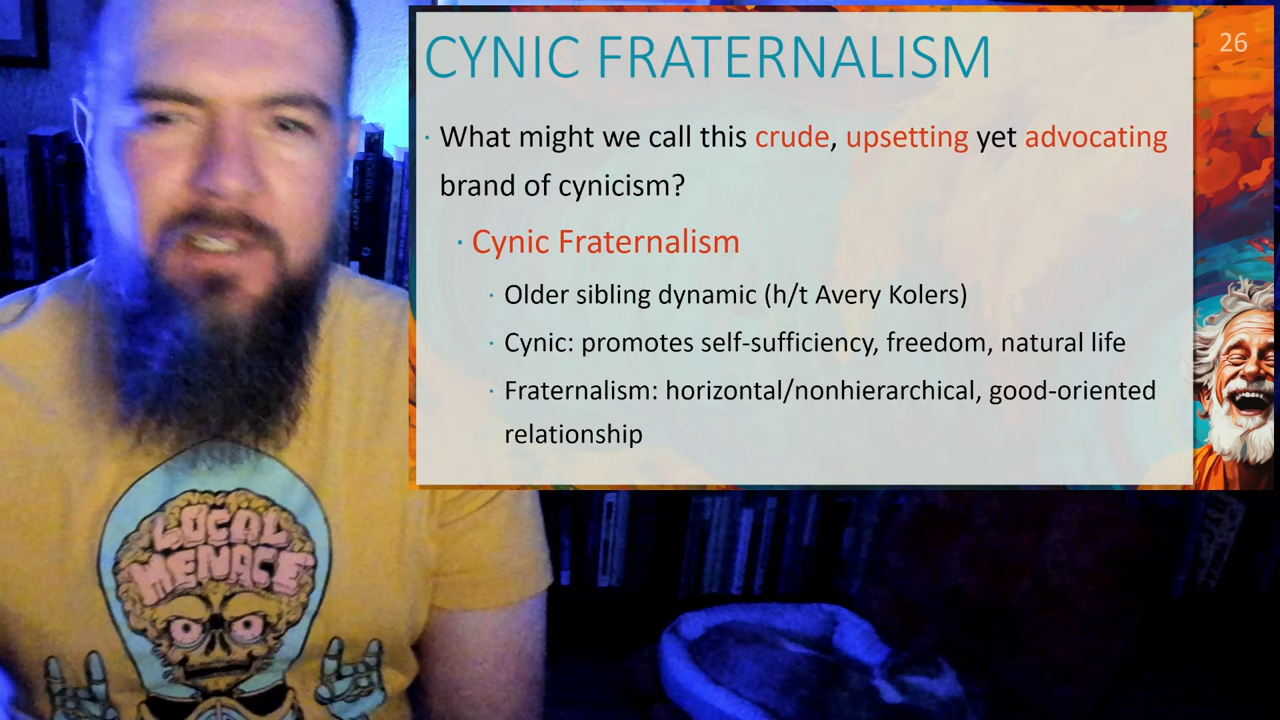 CYNIC FRATERNALISM
26
· What might we call this crude, upsetting yet advocating
brand of cynicism?
· Cynic Fraternalism
· Older sibling dynamic (h/t Avery Kolers)
· Cynic: promotes self-sufficiency, freedom, natural life
· Fraternalism: horizontal/nonhierarchical, good-oriented
relationship
LOCAL
MENACE